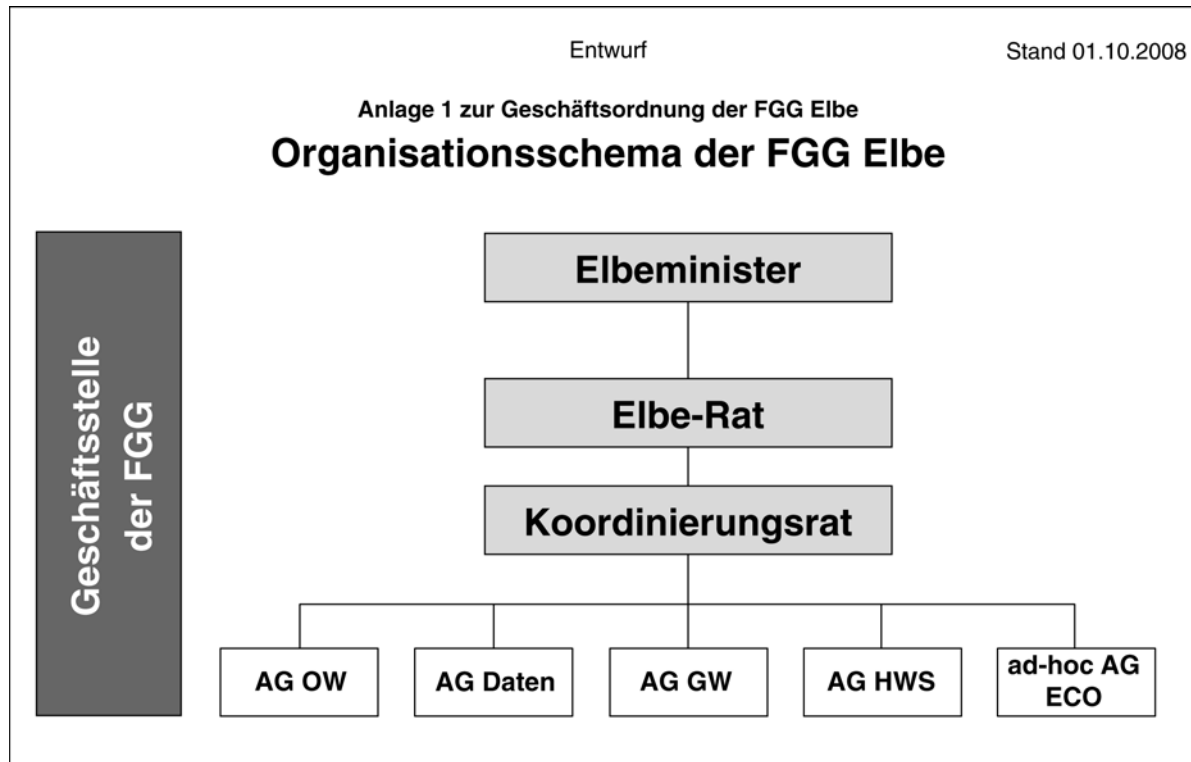 Entwurf
Stand 01.10.2008
Anlage 1 zur Geschäftsordnung der FGG Elbe
Organisationsschema der FGG Elbe
Geschäftsstelle
der FGG
Elbeminister
Elbe-Rat
Koordinierungsrat
AG OW
AG Daten
AG GW
AG HWS
ad-hoc AG
ECO